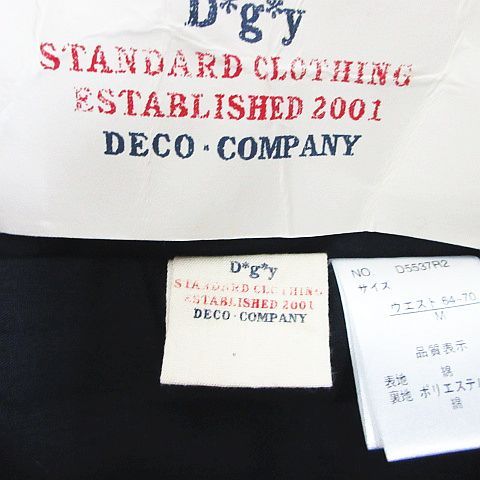 D*g*y
STANDARD CLOTHING
ESTABLISHED 2001
DECO·COMPANY
D*g*y
STANDARD CLOTHING
ESTABLISHED 2001
DECO·COMPANY
NO D5537R2
サイズ
ウエスト 64-70
M
品質表示
表地 綿
裏地 ポリエステル
綿